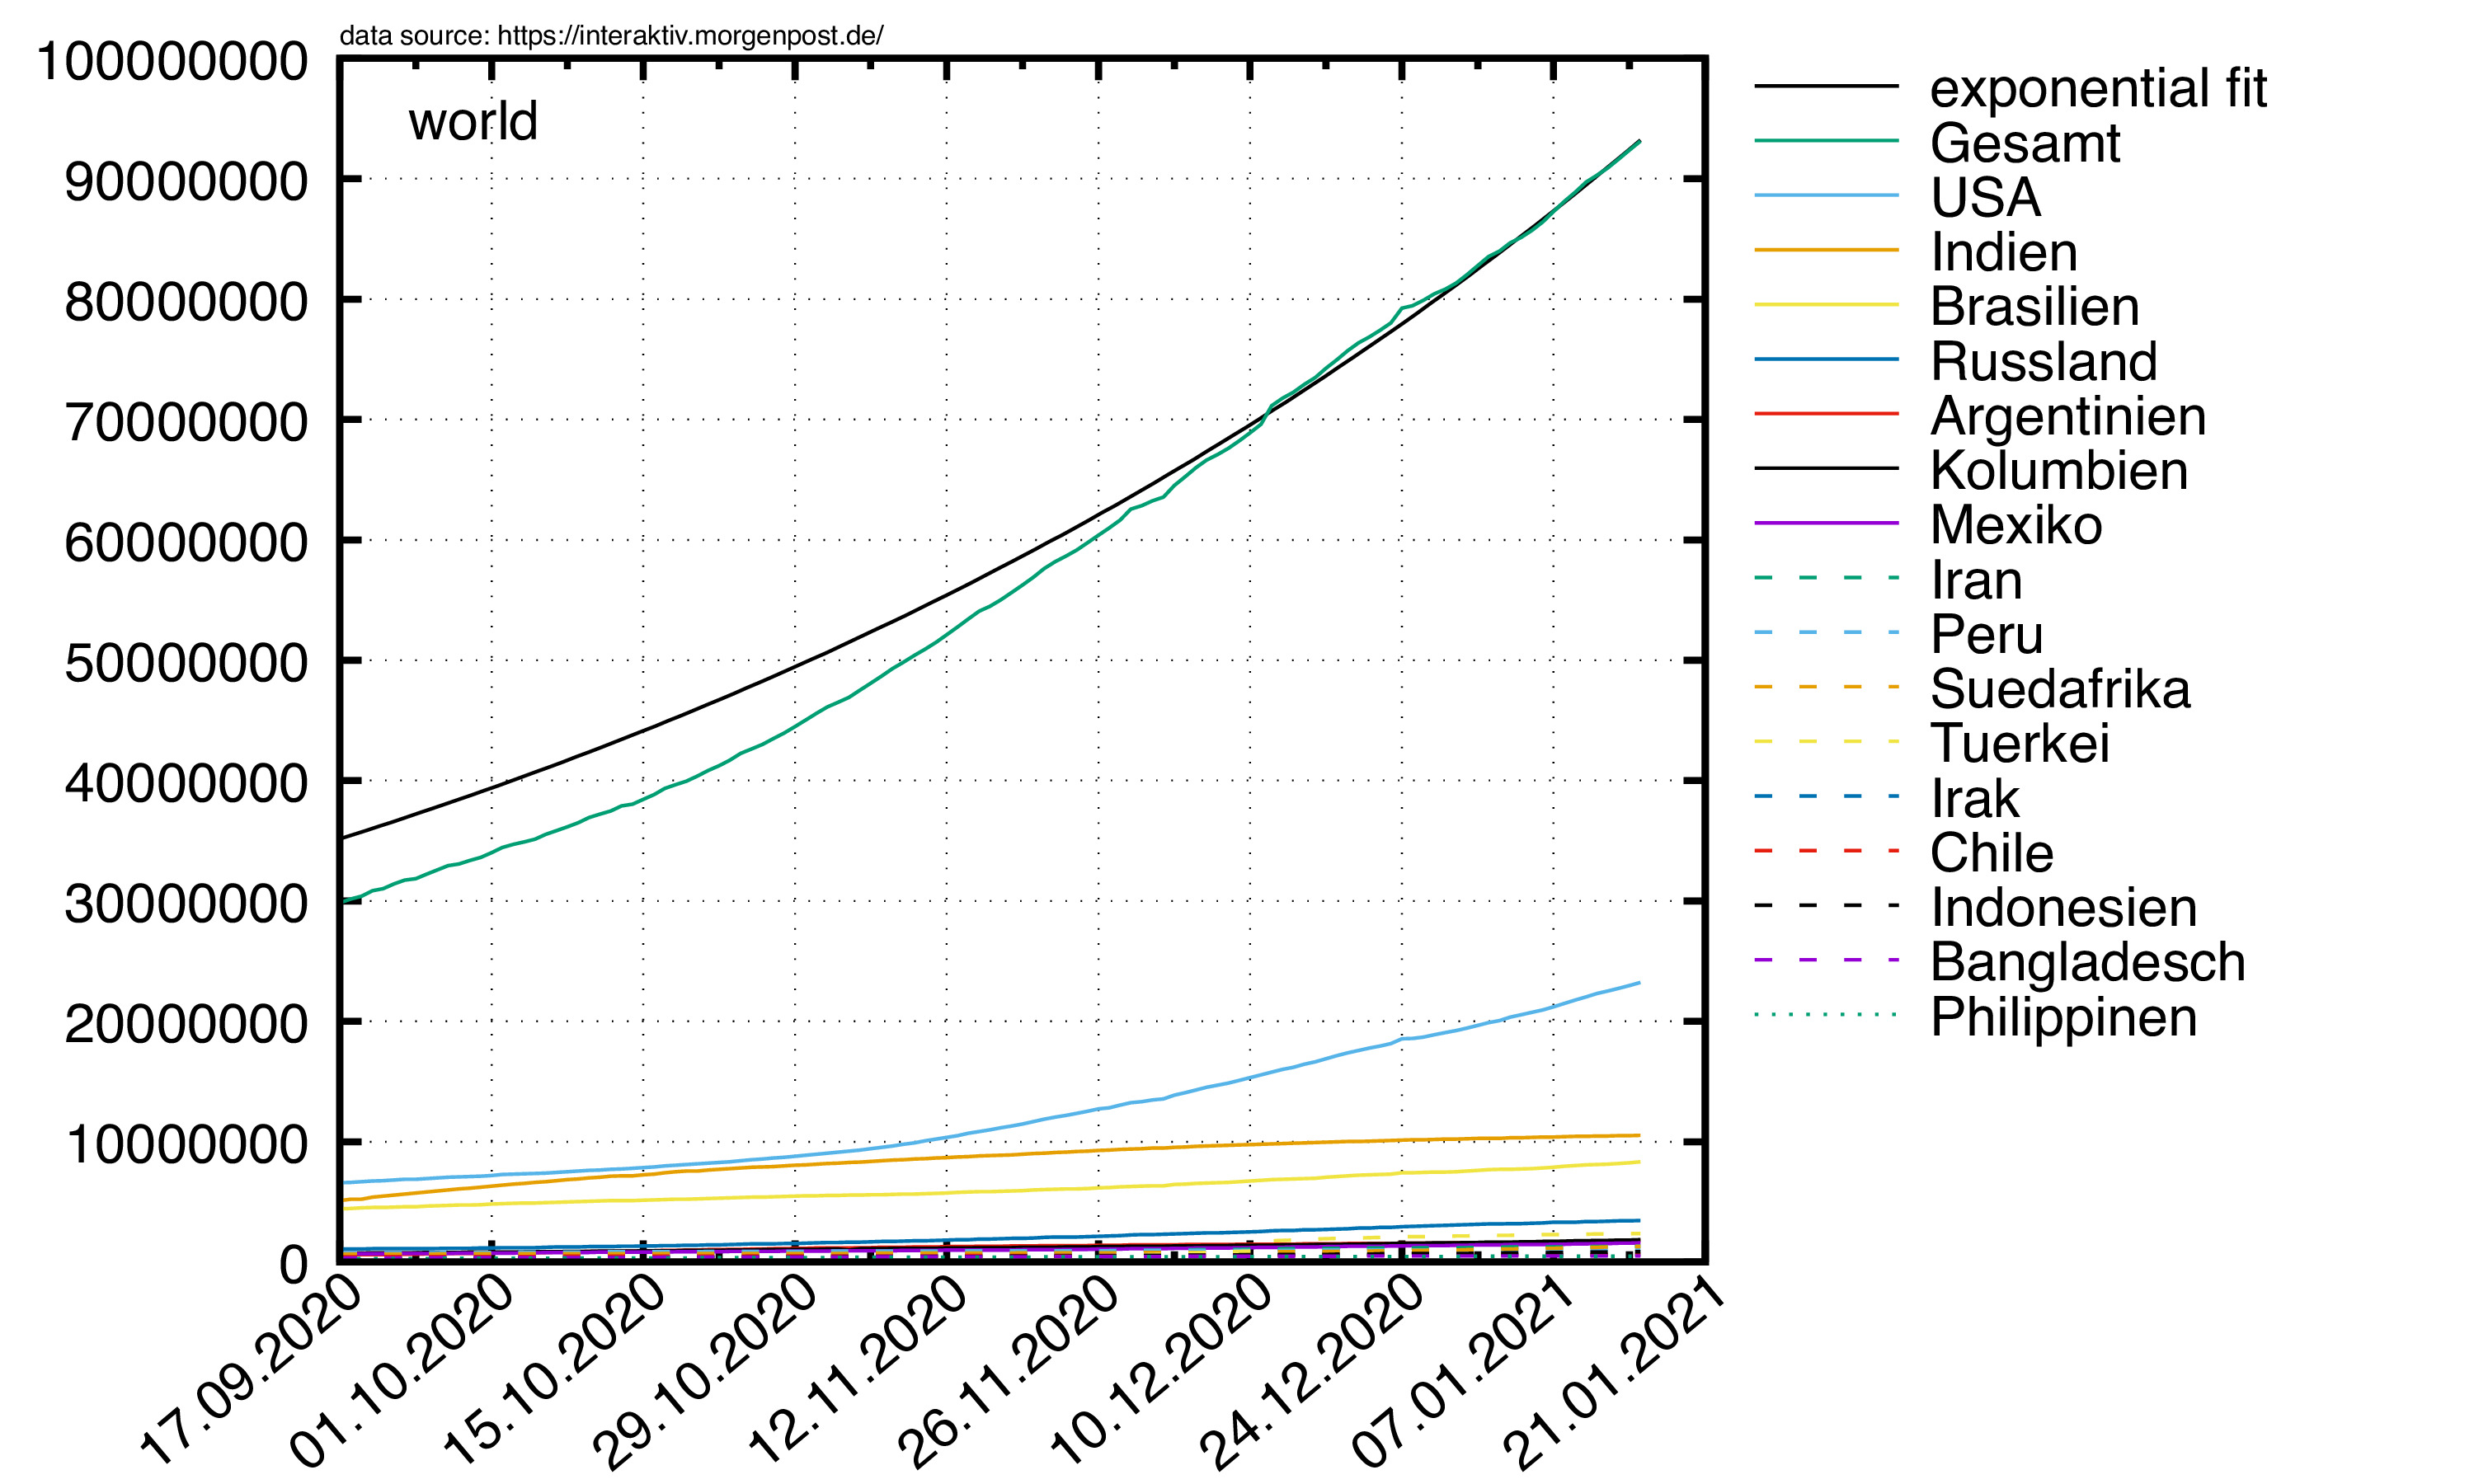 data source: https://interaktiv.morgenpost.de/
world
100000000
90000000
80000000
70000000
60000000
50000000
40000000
30000000
20000000
10000000
0
17.09.2020
01.10.2020
15.10.2020
29.10.2020
12.11.2020
26.11.2020
10.12.2020
24.12.2020
07.01.2021
21.01.2021
exponential fit
Gesamt
USA
Indien
Brasilien
Russland
Argentinien
Kolumbien
Mexiko
Iran
Peru
Suedafrika
Tuerkei
Irak
Chile
Indonesien
Bangladesch
Philippinen